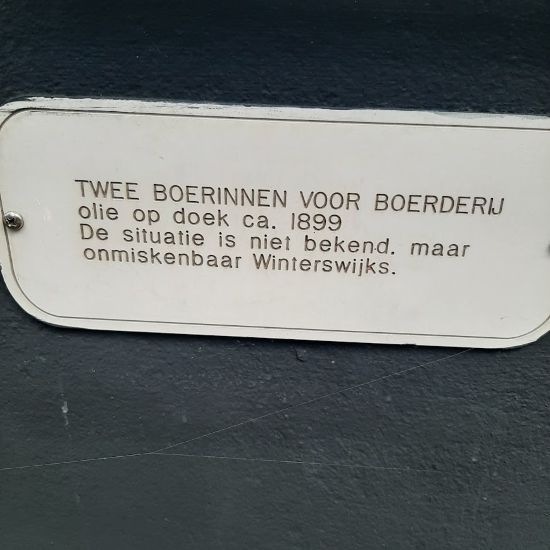 TWEE BOERINNEN VOOR BOERDERIJ
olie op doek ca. 1899
De situatie is niet bekend. maar
onmiskenbaar Winterswijks.